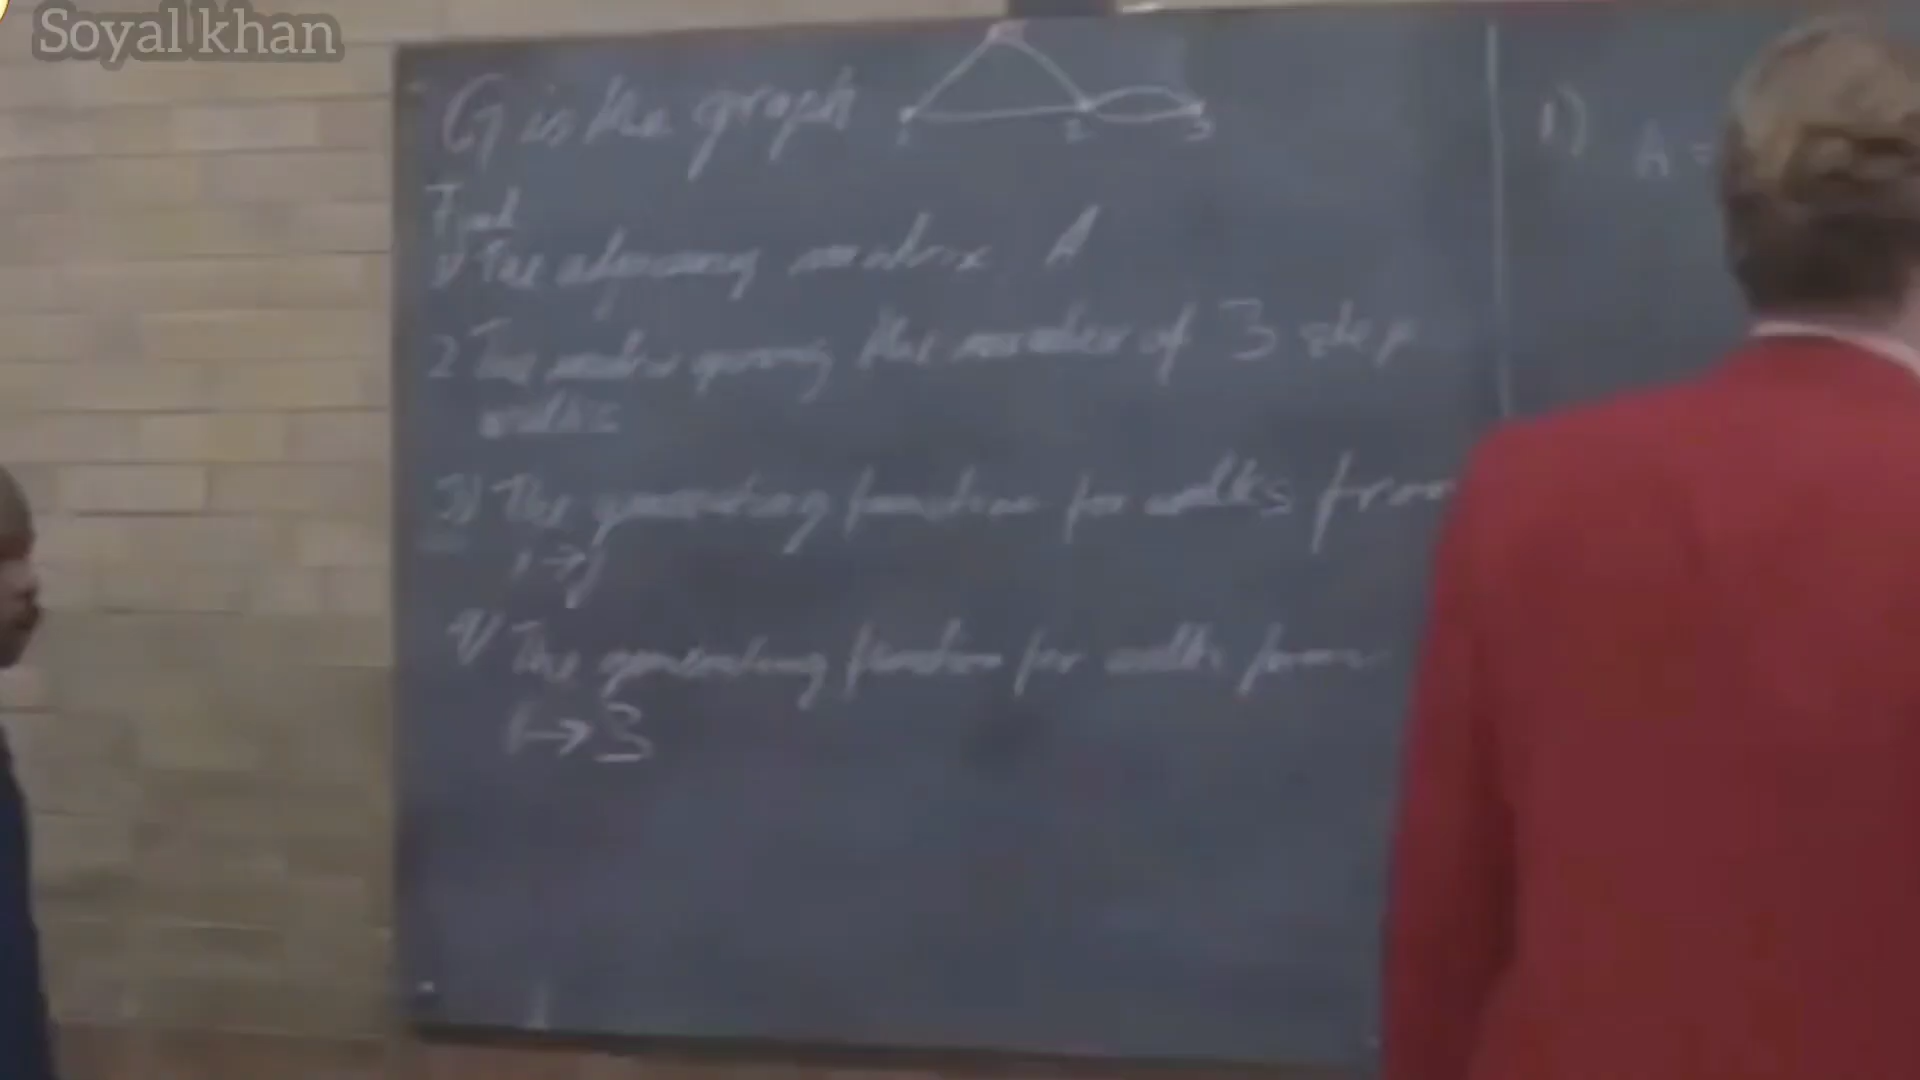 Soyal khan
G is the graph
1 2 3
Find
1) The adjacency matrix A
2 The matrix giving the number of 3 step
walks
3) The generating function for walks from
i → j
4) The generating function for walks from
1 → 3
1) A =